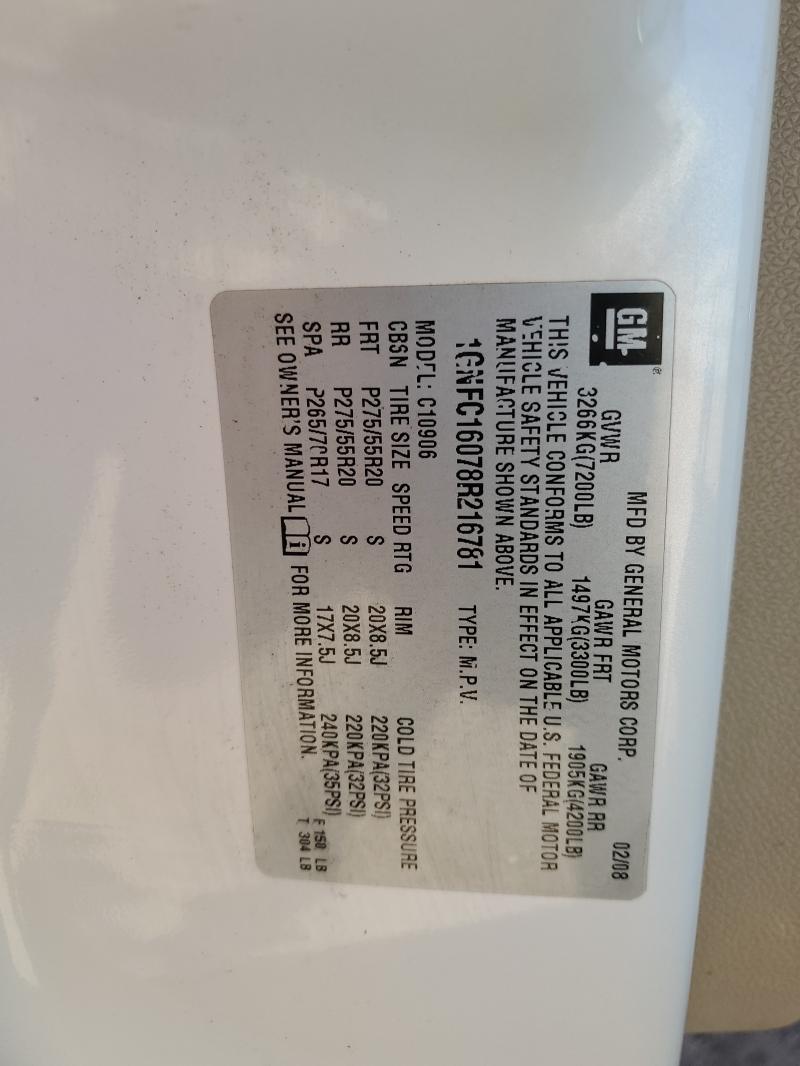 GM
®
MFD BY GENERAL MOTORS CORP. 02/08
GVWR GAWR FRT GAWR RR
3266KG(7200LB) 1497KG(3300LB) 1905KG(4200LB)
THIS VEHICLE CONFORMS TO ALL APPLICABLE U.S. FEDERAL MOTOR
VEHICLE SAFETY STANDARDS IN EFFECT ON THE DATE OF
MANUFACTURE SHOWN ABOVE.
1GNFC16078R216781 TYPE: M.P.V.
MODEL: C10906
CBSN TIRE SIZE SPEED RTG RIM COLD TIRE PRESSURE
FRT P275/55R20 S 20X8.5J 220KPA(32PSI)
RR P275/55R20 S 20X8.5J 220KPA(32PSI)
SPA P265/70R17 S 17X7.5J 240KPA(35PSI)
SEE OWNER'S MANUAL i FOR MORE INFORMATION.
F 158 LB
T 304 LB